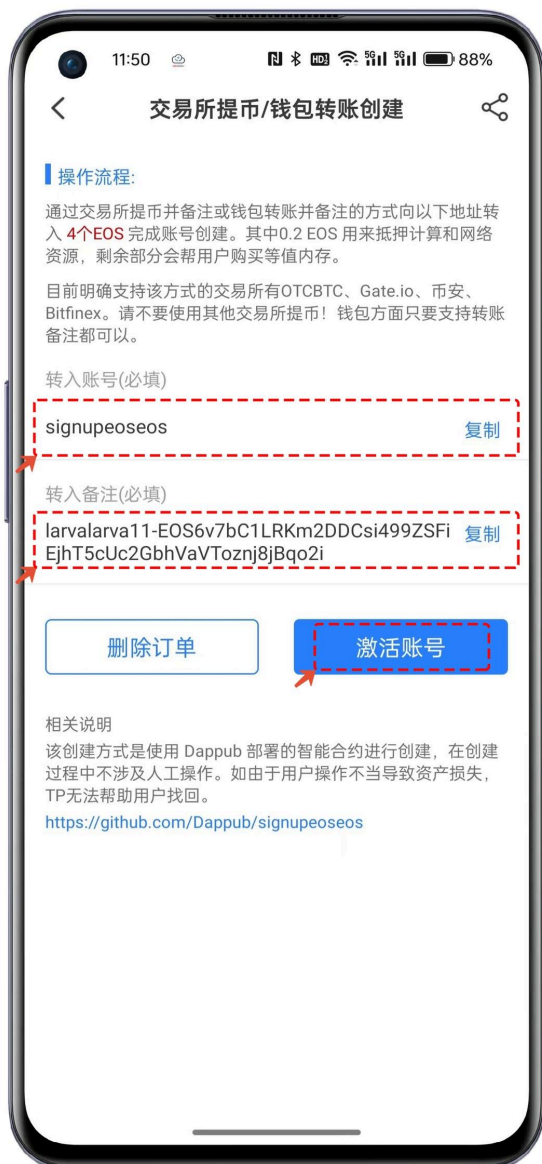 11:50 88%
交易所提币/钱包转账创建
操作流程:
通过交易所提币并备注或钱包转账并备注的方式向以下地址转
入 4个EOS 完成账号创建。其中0.2 EOS 用来抵押计算和网络
资源，剩余部分会帮用户购买等值内存。
目前明确支持该方式的交易所有OTCBTC、Gate.io、币安、
Bitfinex。请不要使用其他交易所提币！钱包方面只要支持转账
备注都可以。
转入账号(必填)
signupeoseos 复制
转入备注(必填)
larvalarva11-EOS6v7bC1LRKm2DDCsi499ZSFi 复制
EjhT5cUc2GbhVaVToznj8jBqo2i
删除订单 激活账号
相关说明
该创建方式是使用 Dappub 部署的智能合约进行创建，在创建
过程中不涉及人工操作。如由于用户操作不当导致资产损失，
TP无法帮助用户找回。
https://github.com/Dappub/signupeoseos